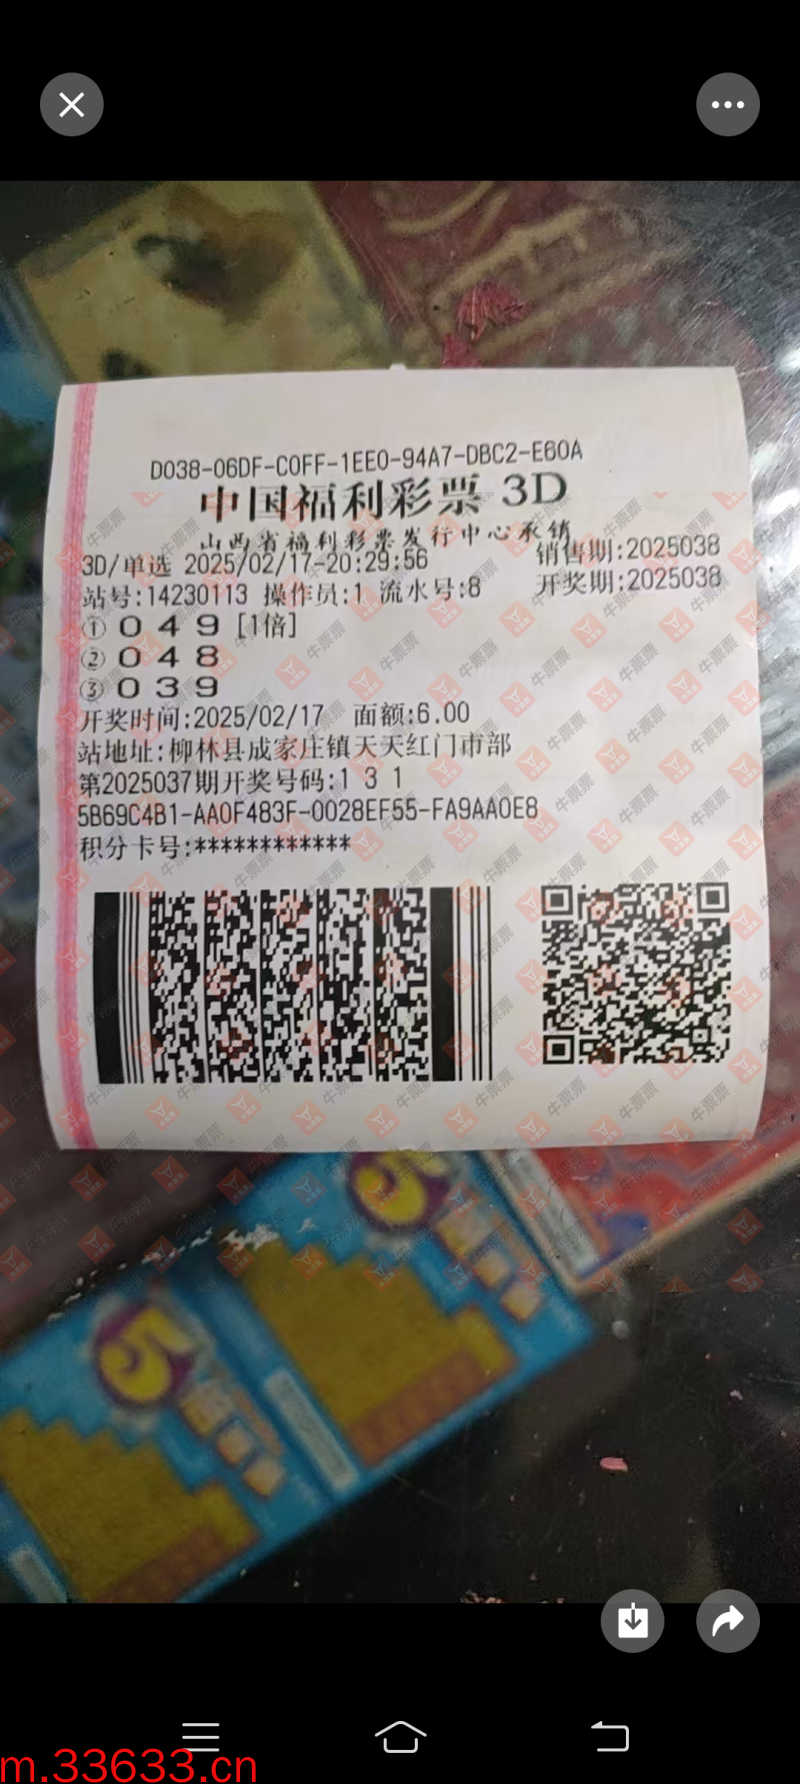 D038-06DF-C0FF-1EE0-94A7-DBC2-E60A
中国福利彩票 3D
山西省福利彩票发行中心承销
3D/单选 2025/02/17-20:29:56 销售期:2025038
站号:14230113 操作员:1 流水号:8 开奖期:2025038
① 0 4 9 [1倍]
② 0 4 8
③ 0 3 9
开奖时间:2025/02/17 面额:6.00
站地址:柳林县成家庄镇天天红门市部
第2025037期开奖号码:1 3 1
5B69C4B1-AA0F483F-0028EF55-FA9AA0E8
积分卡号:************
牛票票
5
5
m.33633.cn